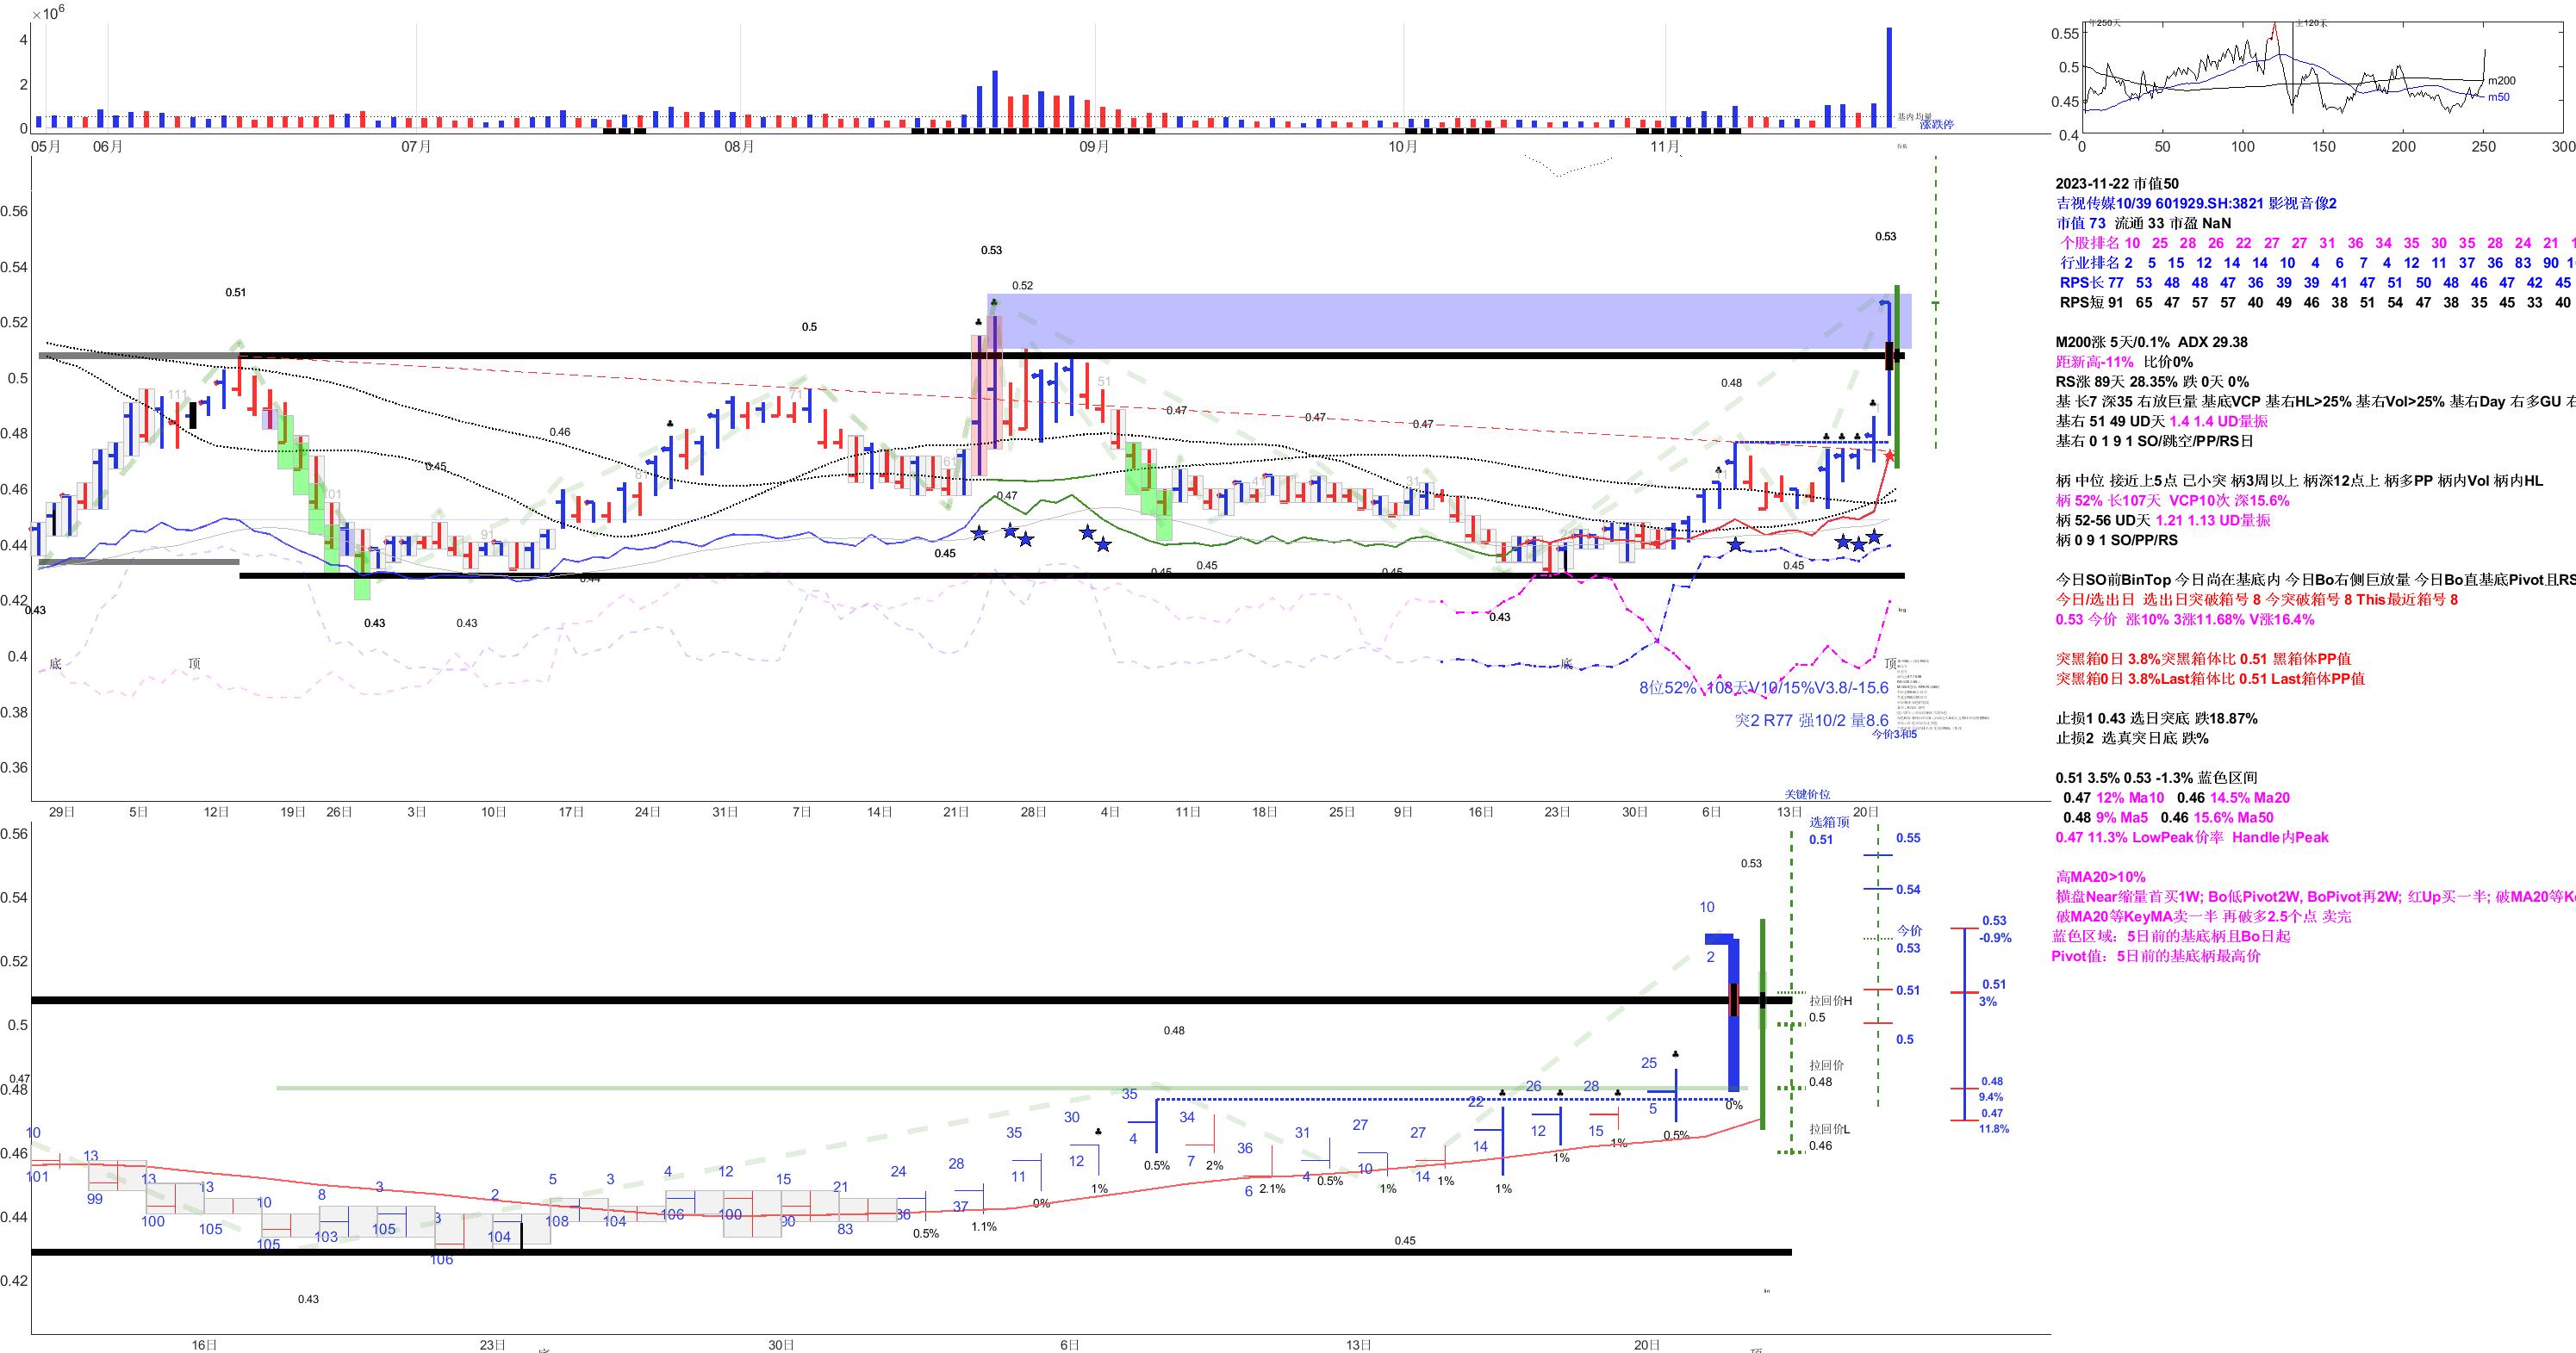 ×10⁶
4
2
0
基内均量
涨跌停
05月 06月 07月 08月 09月 10月 11月
0.55
0.5
0.45
0.4
年250天
m200
m50
0 50 100 150 200 250 300
2023-11-22 市值50
吉视传媒10/39 601929.SH:3821 影视音像2
市值 73 流通 33 市盈 NaN
个股排名 10 25 28 26 22 27 27 31 36 34 35 30 35 28 24 21
行业排名 2 5 15 12 14 14 10 4 6 7 4 12 11 37 36 83 90
RPS长 77 53 48 48 47 36 39 39 41 47 51 50 48 46 47 42 45
RPS短 91 65 47 57 57 40 49 46 38 51 54 47 38 35 45 33 40
M200涨 5天/0.1% ADX 29.38
距新高-11% 比价0%
RS涨 89天 28.35% 跌 0天 0%
基 长7 深35 右放巨量 基底VCP 基右HL>25% 基右Vol>25% 基右Day 右多GU
基右 51 49 UD天 1.4 1.4 UD量振
基右 0 1 9 1 SO/跳空/PP/RS日
柄 中位 接近上5点 已小突 柄3周以上 柄深12点上 柄多PP 柄内Vol 柄内HL
柄 52% 长107天 VCP10次 深15.6%
柄 52-56 UD天 1.21 1.13 UD量振
柄 0 9 1 SO/PP/RS
今日SO前BinTop 今日尚在基底内 今日Bo右侧巨放量 今日Bo直基底Pivot且RS
今日/选出日 选出日突破箱号 8 今突破箱号 8 This最近箱号 8
0.53 今价 涨10% 3涨11.68% V涨16.4%
突黑箱0日 3.8%突黑箱体比 0.51 黑箱体PP值
突黑箱0日 3.8%Last箱体比 0.51 Last箱体PP值
止损1 0.43 选日突底 跌18.87%
止损2 选真突日底 跌%
0.51 3.5% 0.53 -1.3% 蓝色区间
0.47 12% Ma10 0.46 14.5% Ma20
0.48 9% Ma5 0.46 15.6% Ma50
0.47 11.3% LowPeak价率 Handle内Peak
高MA20>10%
横盘Near缩量首买1W; Bo低Pivot2W, BoPivot再2W; 红Up买一半; 破MA20等
破MA20等KeyMA卖一半 再破多2.5个点 卖完
蓝色区域：5日前的基底柄且Bo日起
Pivot值：5日前的基底柄最高价
0.56
0.54
0.52
0.5
0.48
0.46
0.44
0.42
0.4
0.38
0.36
0.51
0.5
0.53
0.52
0.53
0.48
0.47
0.47
0.47
0.46
0.45
0.47
0.45
0.45
0.45
0.45
0.45
0.44
0.43
0.43
0.43
0.43
111
101
91
81
71
61
51
41
31
底
顶
底
顶
8位52% 108天V10/15%V3.8/-15.6
突2 R77 强10/2 量8.6
今价3和5
29日 5日 12日 19日 26日 3日 10日 17日 24日 31日 7日 14日 21日 28日 4日 11日 18日 25日 9日 16日 23日 30日 6日 13日 20日
关键价位
选箱顶
0.51
0.56
0.54
0.52
0.5
0.48
0.46
0.44
0.42
0.47
0.48
0.53
0.45
0.43
10 13 13 13 10 8 3 3 2 5 3 4 12 15 21 24 28 35 30 35 34 36 31 27 27 22 26 28 25 10
101 99 100 105 105 103 105 106 104 108 104 106 100 90 83 36 37 11 12 4 7 6 4 10 14 14 12 15 5 2
0.5% 1.1% 0% 1% 0.5% 2% 2.1% 0.5% 1% 1% 1% 1% 1% 0.5% 0%
拉回价H
0.5
拉回价
0.48
拉回价L
0.46
0.55
0.54
今价
0.53
0.51
0.5
0.53
-0.9%
0.51
3%
0.48
9.4%
0.47
11.8%
16日 23日 30日 6日 13日 20日
底
顶